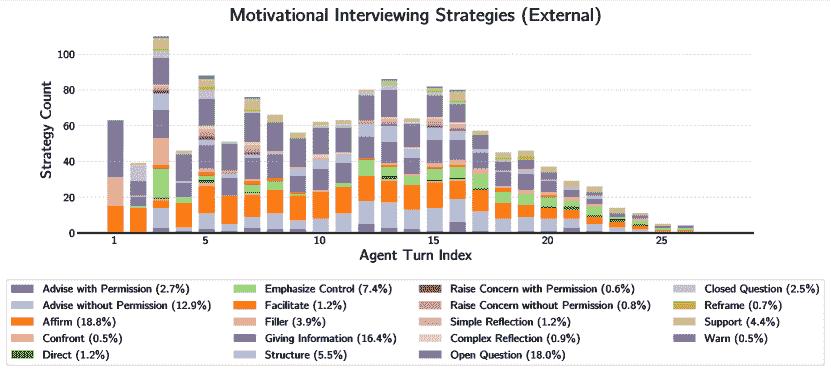 Motivational Interviewing Strategies (External)
Strategy Count
100
80
60
40
20
0
1 5 10 15 20 25
Agent Turn Index
Advise with Permission (2.7%) Emphasize Control (7.4%) Raise Concern with Permission (0.6%) Closed Question (2.5%)
Advise without Permission (12.9%) Facilitate (1.2%) Raise Concern without Permission (0.8%) Reframe (0.7%)
Affirm (18.8%) Filler (3.9%) Simple Reflection (1.2%) Support (4.4%)
Confront (0.5%) Giving Information (16.4%) Complex Reflection (0.9%) Warn (0.5%)
Direct (1.2%) Structure (5.5%) Open Question (18.0%)